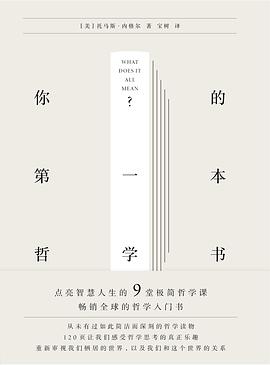 ［美］托马斯·内格尔 著 宝树 译
WHAT
DOES IT
ALL
MEAN
?
你 的
第 一 本
哲 学 书
点亮智慧人生的 9 堂极简哲学课
畅销全球的哲学入门书
从未有过如此简洁而深刻的哲学读物
120页让我们感受哲学思考的真正乐趣
重新审视我们栖居的世界，以及我们和这个世界的关系